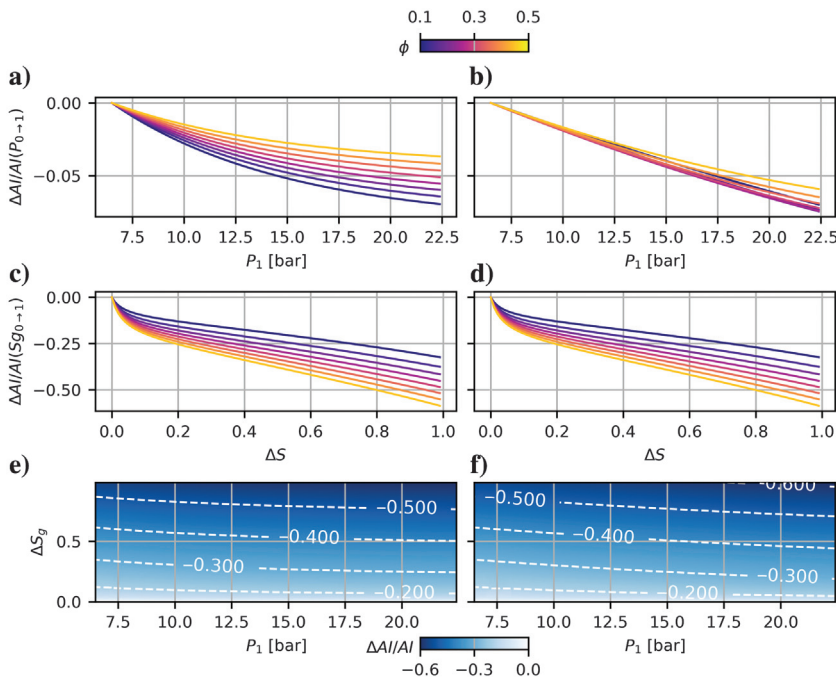 0.1 0.3 0.5
ϕ
a) b)
0.00
−0.05
ΔAI/AI(P0→1)
7.5 10.0 12.5 15.0 17.5 20.0 22.5 7.5 10.0 12.5 15.0 17.5 20.0 22.5
P1 [bar] P1 [bar]
c) d)
0.00
−0.25
−0.50
ΔAI/AI(Sg0→1)
0.0 0.2 0.4 0.6 0.8 1.0 0.0 0.2 0.4 0.6 0.8 1.0
ΔS ΔS
e) f)
−0.600
−0.500 −0.500
−0.400 −0.400
−0.300 −0.300
−0.200 −0.200
0.5
0.0
ΔSg
7.5 10.0 12.5 15.0 17.5 20.0 7.5 10.0 12.5 15.0 17.5 20.0
P1 [bar] ΔAI/AI P1 [bar]
−0.6 −0.3 0.0